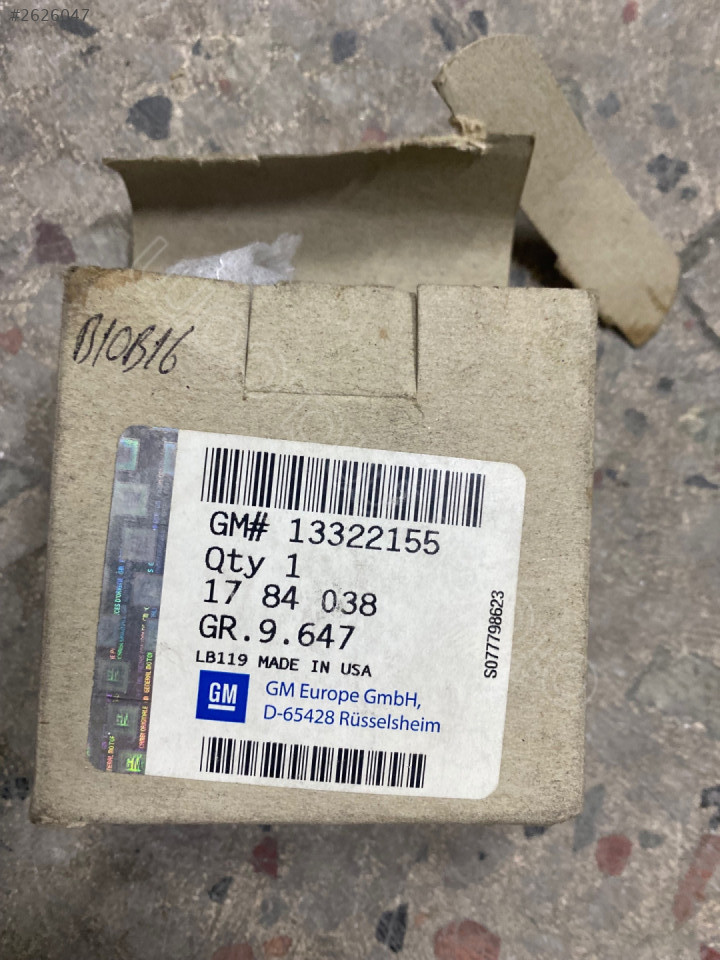 #2626047
B10B16
GM# 13322155
Qty 1
17 84 038
GR.9.647
LB119 MADE IN USA
GM
GM Europe GmbH,
D-65428 Rüsselsheim
S077798623